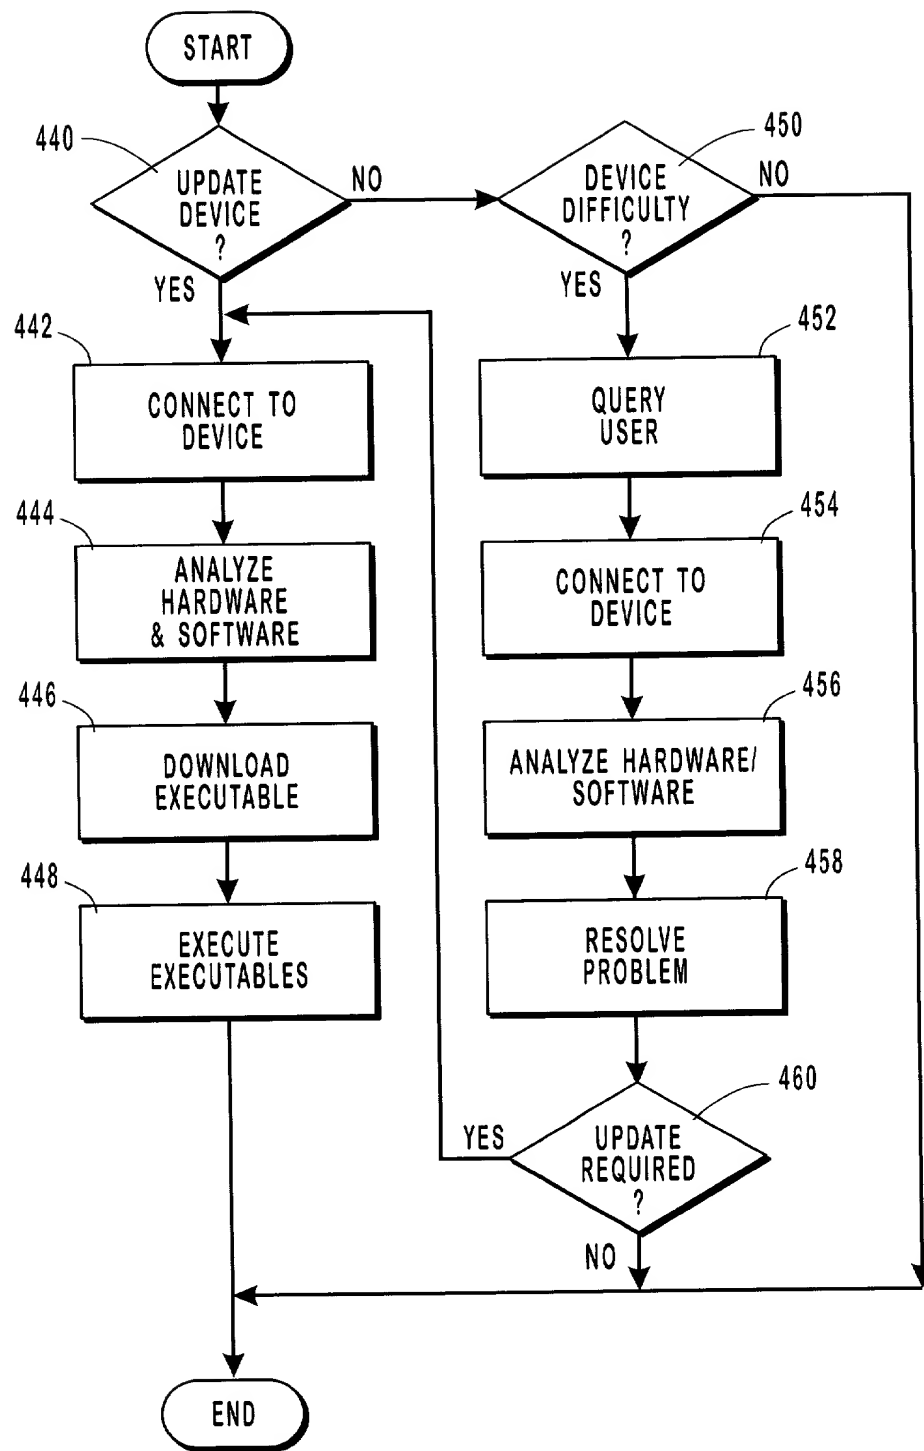 START
440
UPDATE
DEVICE
?
NO
YES
450
DEVICE
DIFFICULTY
?
NO
YES
442
CONNECT TO
DEVICE
452
QUERY
USER
444
ANALYZE
HARDWARE
& SOFTWARE
454
CONNECT TO
DEVICE
446
DOWNLOAD
EXECUTABLE
456
ANALYZE HARDWARE/
SOFTWARE
448
EXECUTE
EXECUTABLES
458
RESOLVE
PROBLEM
460
YES
UPDATE
REQUIRED
?
NO
END